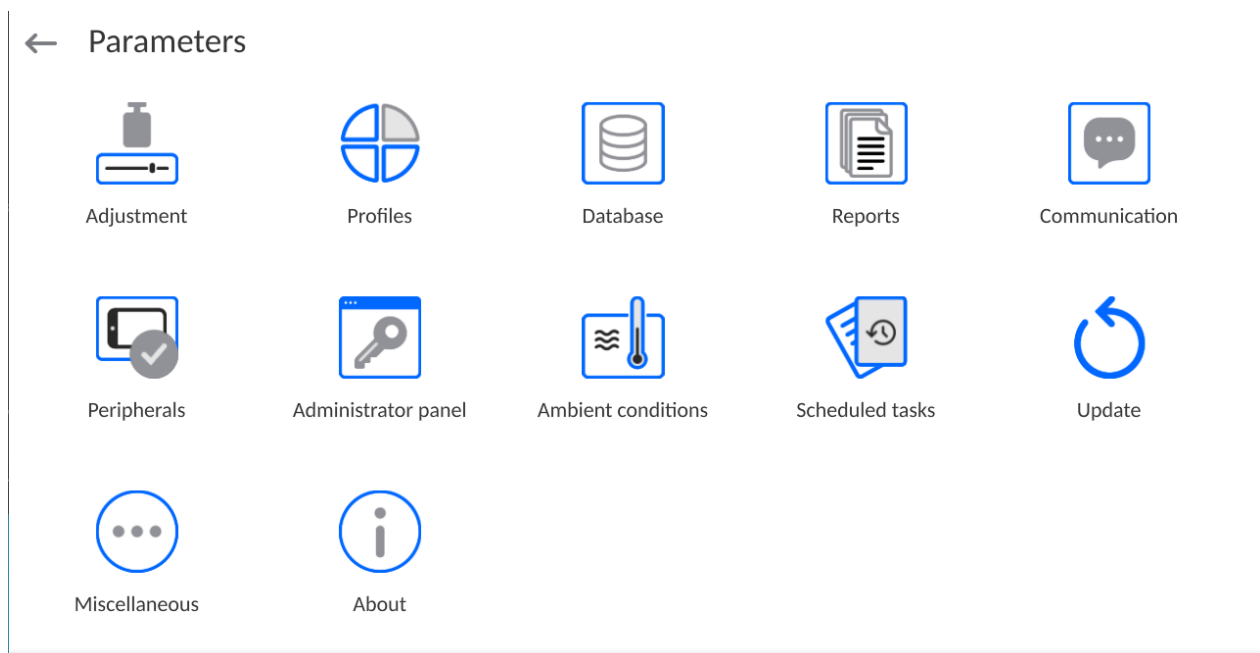 Parameters
Adjustment
Profiles
Database
Reports
Communication
Peripherals
Administrator panel
Ambient conditions
Scheduled tasks
Update
Miscellaneous
About